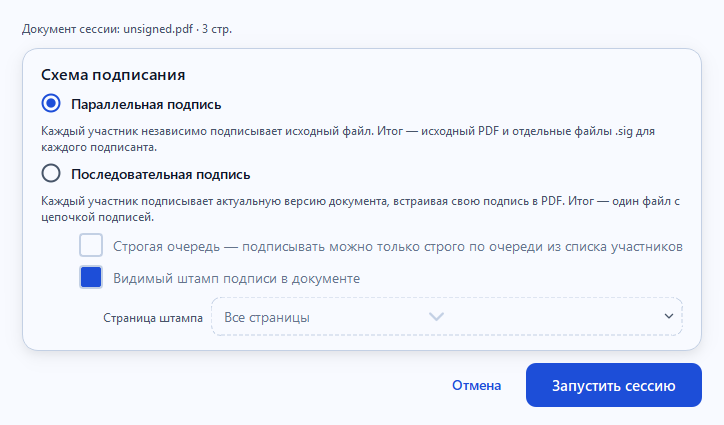 Документ сессии: unsigned.pdf · 3 стр.
Схема подписания
Параллельная подпись
Каждый участник независимо подписывает исходный файл. Итог — исходный PDF и отдельные файлы .sig для
каждого подписанта.
Последовательная подпись
Каждый участник подписывает актуальную версию документа, встраивая свою подпись в PDF. Итог — один файл с
цепочкой подписей.
Строгая очередь — подписывать можно только строго по очереди из списка участников
Видимый штамп подписи в документе
Страница штампа Все страницы
Отмена Запустить сессию